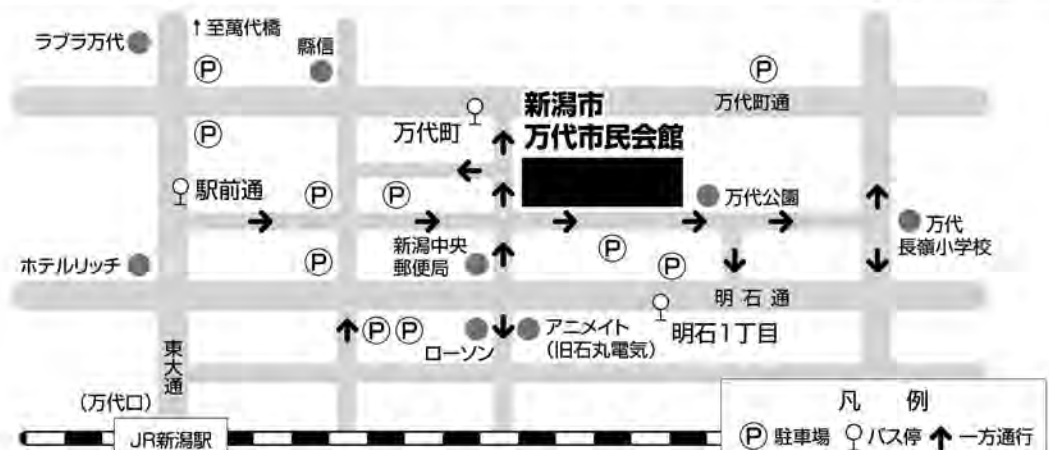 ラブラ万代
↑至萬代橋
縣信
Ⓟ
Ⓟ
万代町通
Ⓟ
万代町
新潟市
万代市民会館
駅前通
Ⓟ
Ⓟ
万代公園
万代
長嶺小学校
ホテルリッチ
Ⓟ
新潟中央
郵便局
Ⓟ
Ⓟ
明石通
Ⓟ Ⓟ
ローソン
アニメイト
(旧石丸電気)
明石1丁目
東大通
(万代口)
JR新潟駅
凡例
Ⓟ 駐車場 バス停 ↑ 一方通行